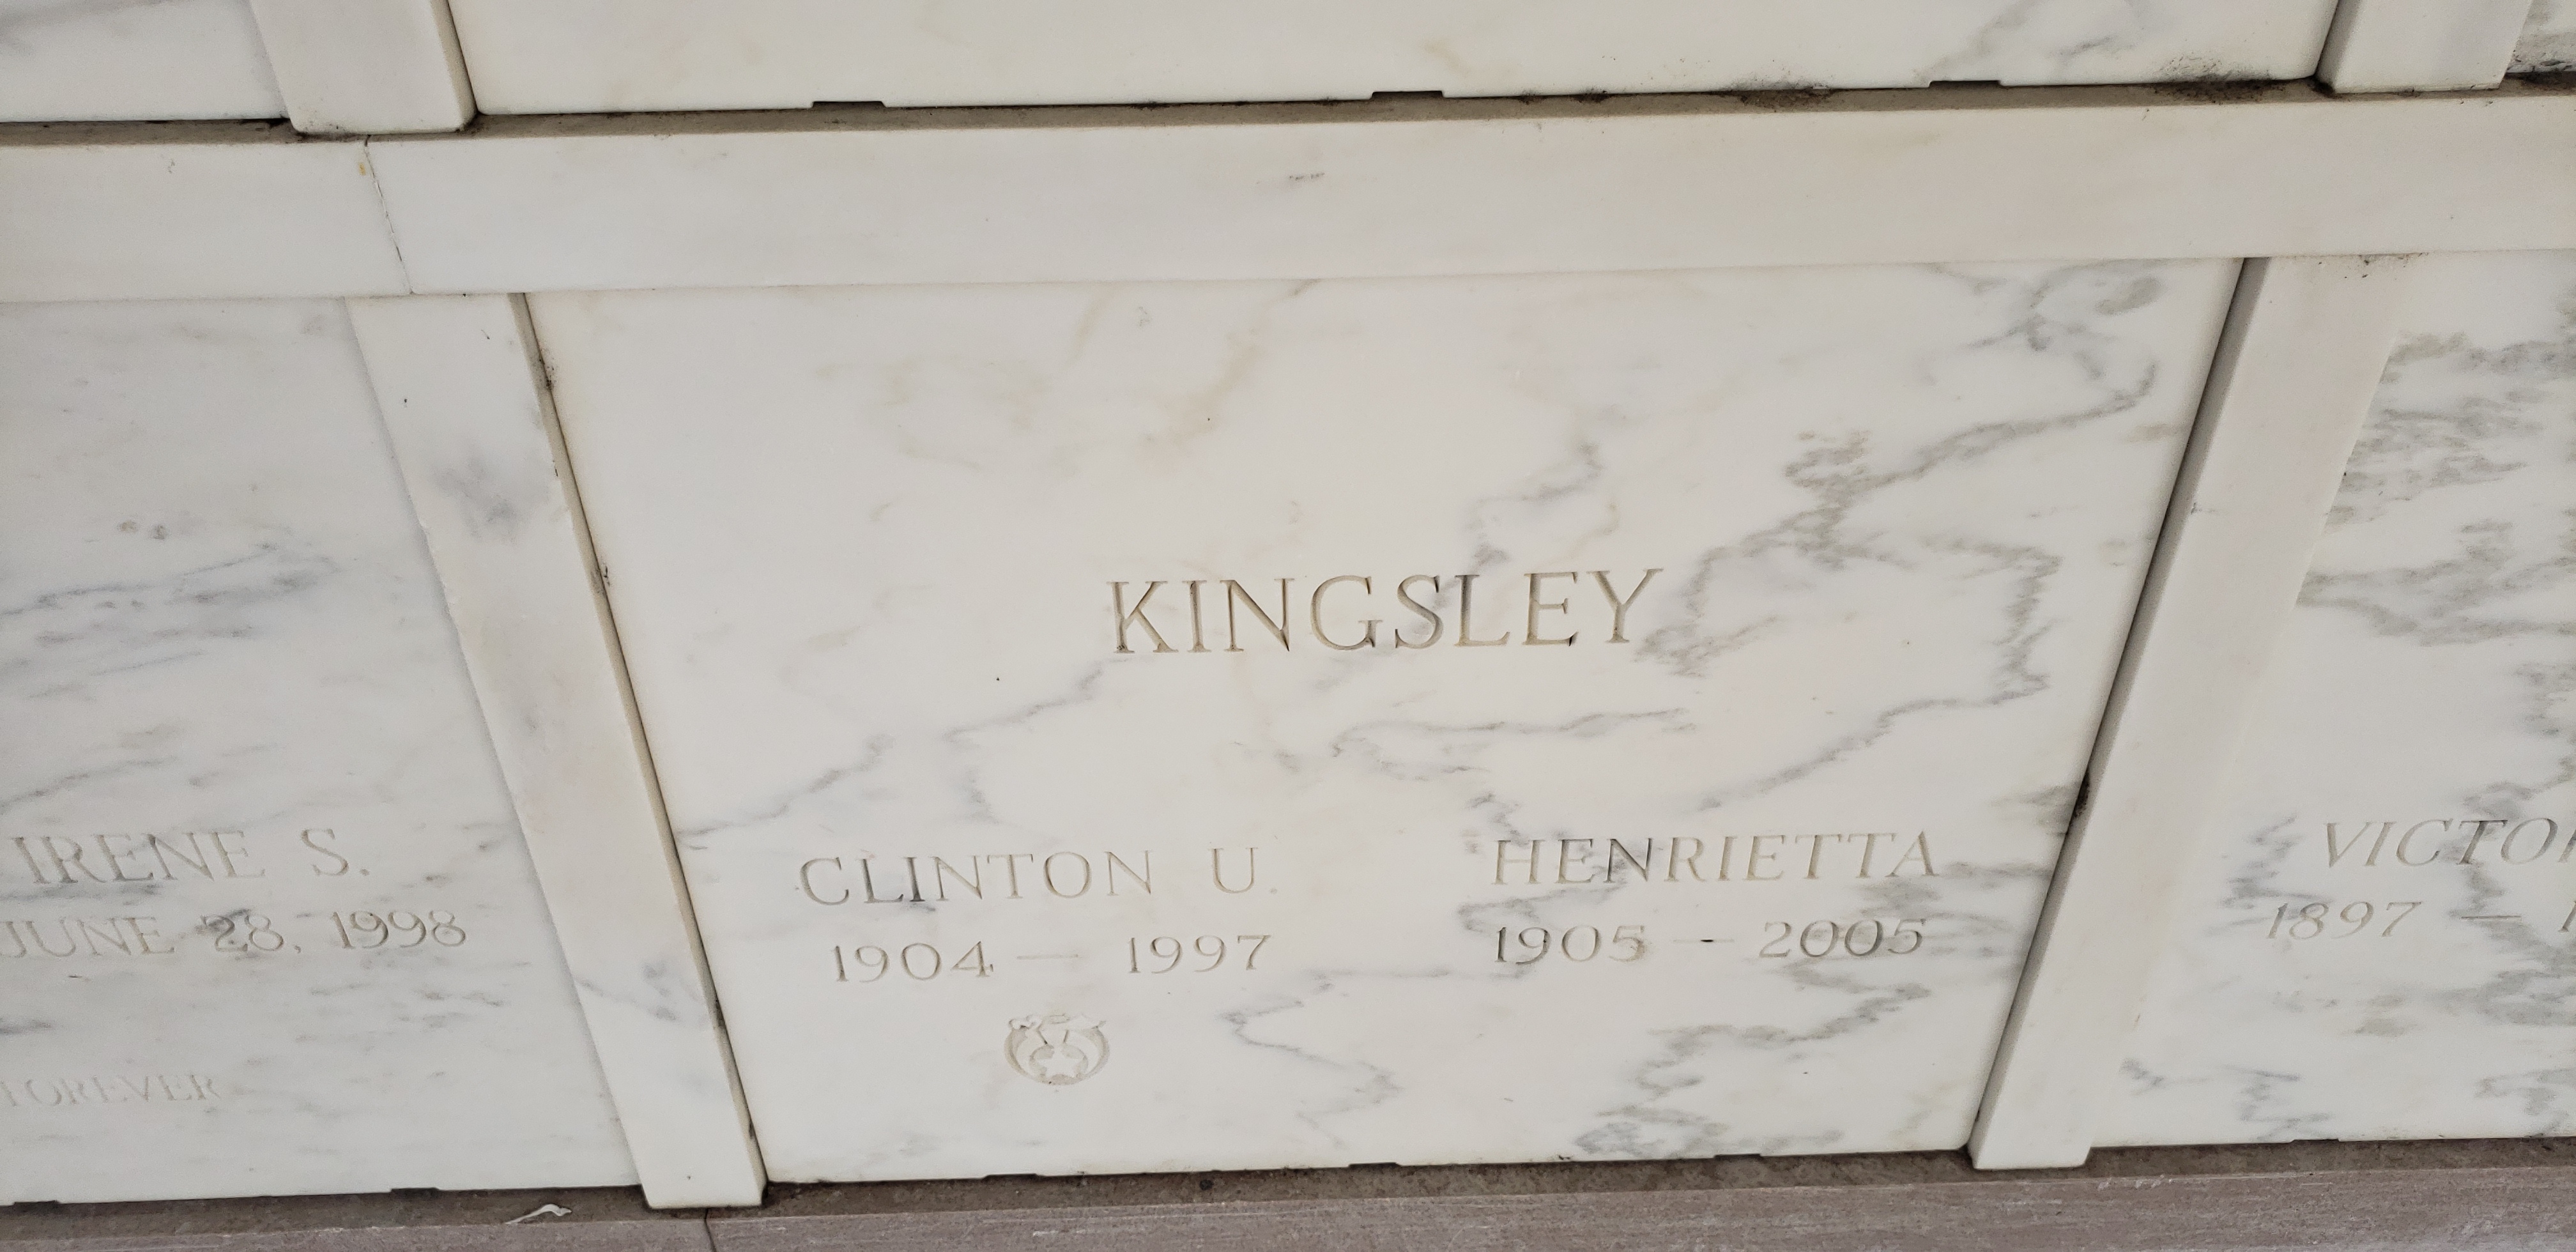 KINGSLEY
CLINTON U.
1904 — 1997
HENRIETTA
1905 — 2005
IRENE S.
JUNE 28, 1998
FOREVER
1897 —